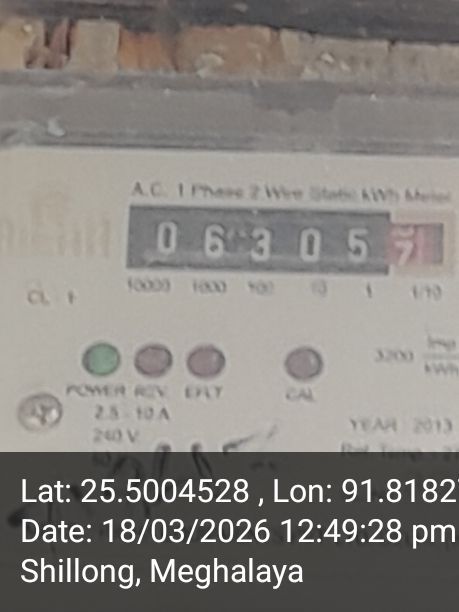 A.C. 1 Phase 2 Wire Static kWh Meter
0 6 3 0 5 7
10000 1000 100 10 1 1/10
CL 1
3200 imp
kWh
POWER REV. E/LT CAL
2.5 - 10 A
240 V
YEAR 2013
Lat: 25.5004528 , Lon: 91.8182
Date: 18/03/2026 12:49:28 pm
Shillong, Meghalaya